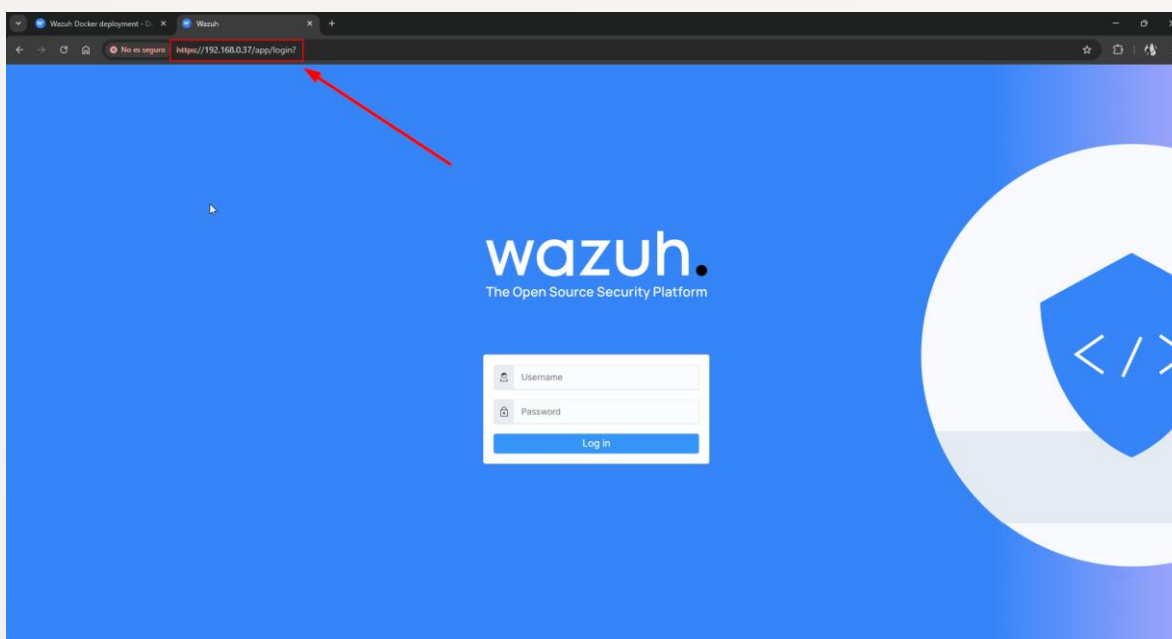 Wazuh Docker deployment - D
Wazuh
No es seguro
https://192.168.0.37/app/login?
wazuh.
The Open Source Security Platform
Username
Password
Log in